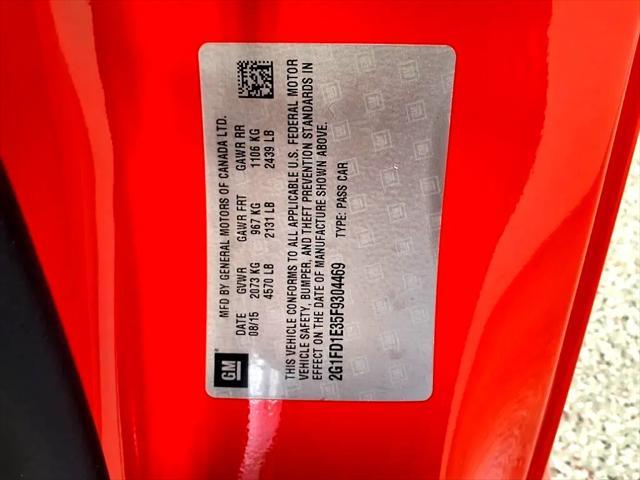 GM
MFD BY GENERAL MOTORS OF CANADA LTD.
DATE GVWR GAWR FRT GAWR RR
08/15 2073 KG 967 KG 1106 KG
4570 LB 2131 LB 2439 LB
THIS VEHICLE CONFORMS TO ALL APPLICABLE U.S. FEDERAL MOTOR
VEHICLE SAFETY, BUMPER, AND THEFT PREVENTION STANDARDS IN
EFFECT ON THE DATE OF MANUFACTURE SHOWN ABOVE.
2G1FD1E35F9304469 TYPE: PASS CAR